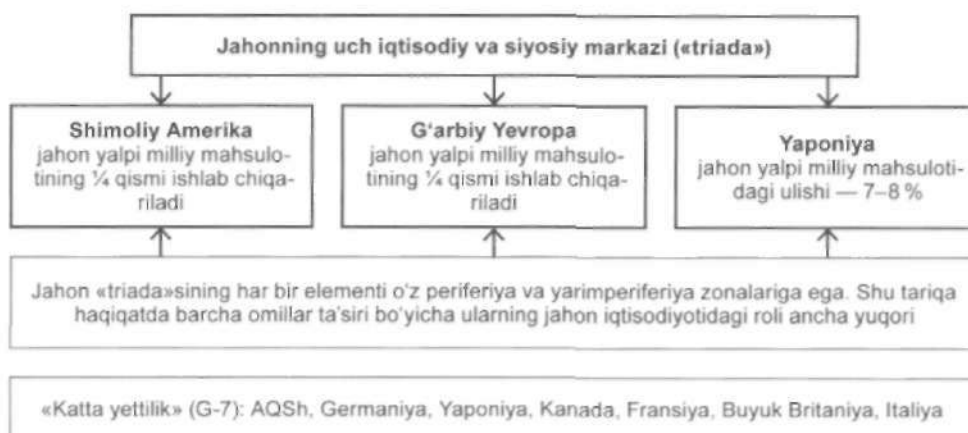 Jahonning uch iqtisodiy va siyosiy markazi («triada»)
Shimoliy Amerika
jahon yalpi milliy mahsulo-
tining ¼ qismi ishlab chiqa-
riladi
G‘arbiy Yevropa
jahon yalpi milliy mahsulo-
tining ¼ qismi ishlab chiqa-
riladi
Yaponiya
jahon yalpi milliy mahsuloti-
dagi ulishi — 7–8 %
Jahon «triada»sining har bir elementi o‘z periferiya va yarimperiferiya zonalariga ega. Shu tariqa
haqiqatda barcha omillar ta’siri bo‘yicha ularning jahon iqtisodiyotidagi roli ancha yuqori
«Katta yettilik» (G-7): AQSh, Germaniya, Yaponiya, Kanada, Fransiya, Buyuk Britaniya, Italiya